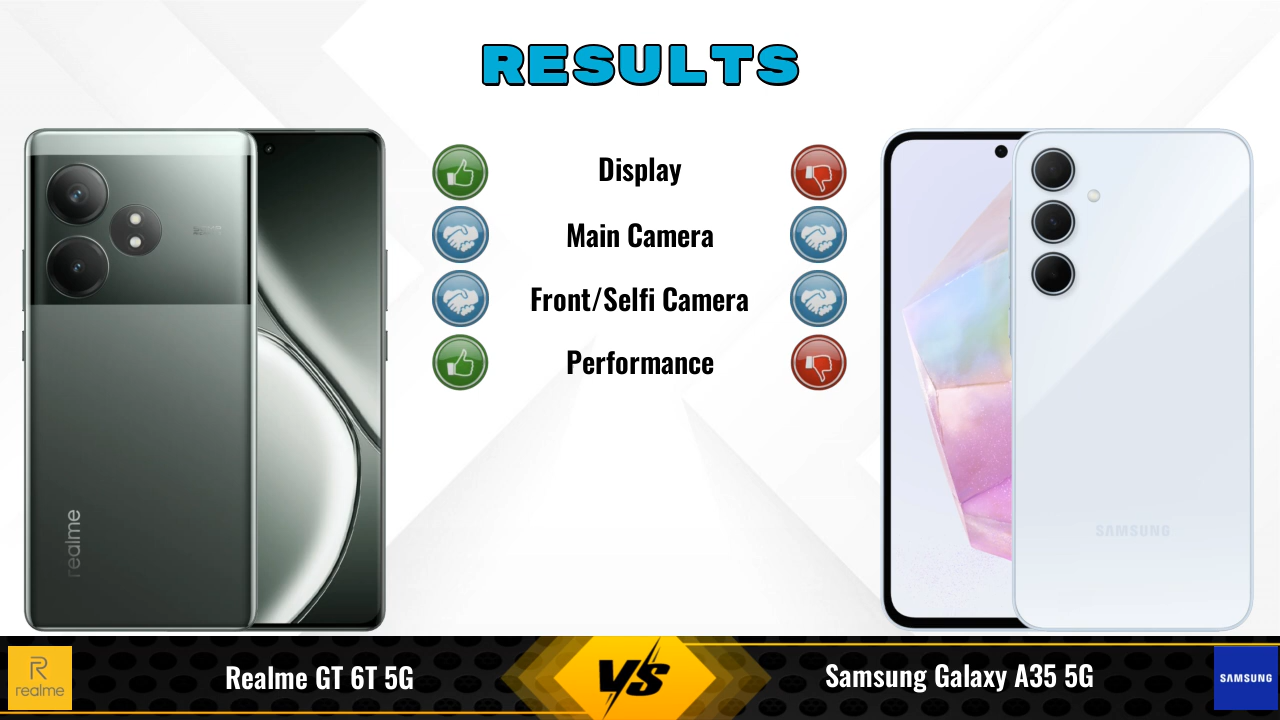 RESULTS
Display
Main Camera
Front/Selfi Camera
Performance
realme
SAMSUNG
realme
Realme GT 6T 5G
VS
Samsung Galaxy A35 5G
SAMSUNG